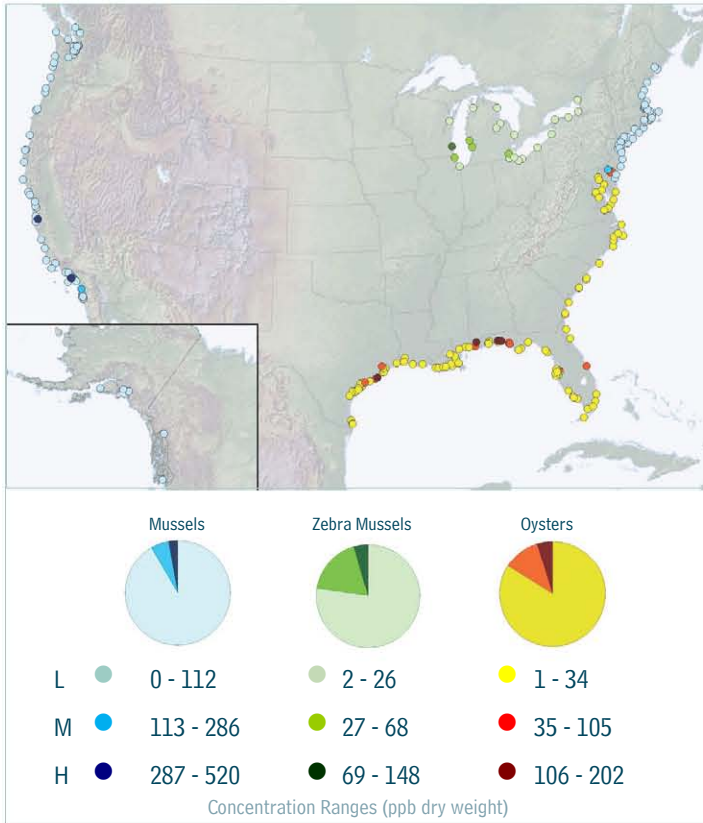 Mussels Zebra Mussels Oysters
L 0 - 112 2 - 26 1 - 34
M 113 - 286 27 - 68 35 - 105
H 287 - 520 69 - 148 106 - 202
Concentration Ranges (ppb dry weight)